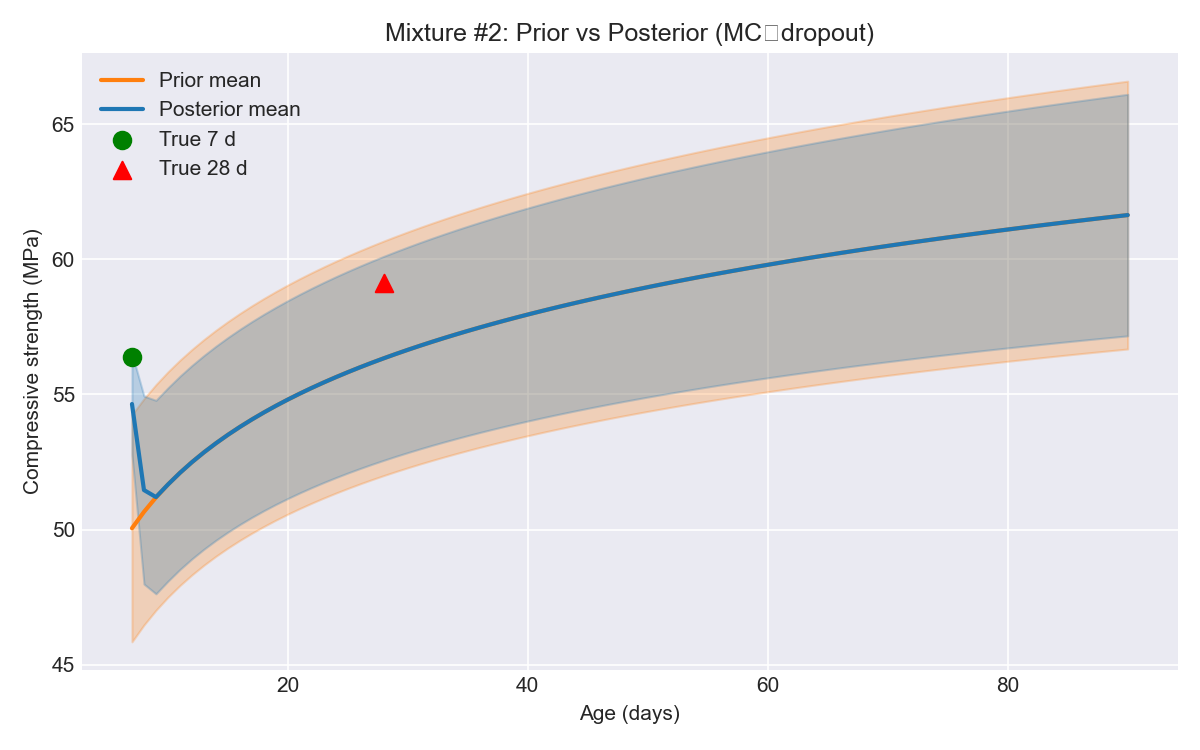 Mixture #2: Prior vs Posterior (MC□dropout)
Prior mean
Posterior mean
True 7 d
True 28 d
Compressive strength (MPa)
65
60
55
50
45
20
40
60
80
Age (days)